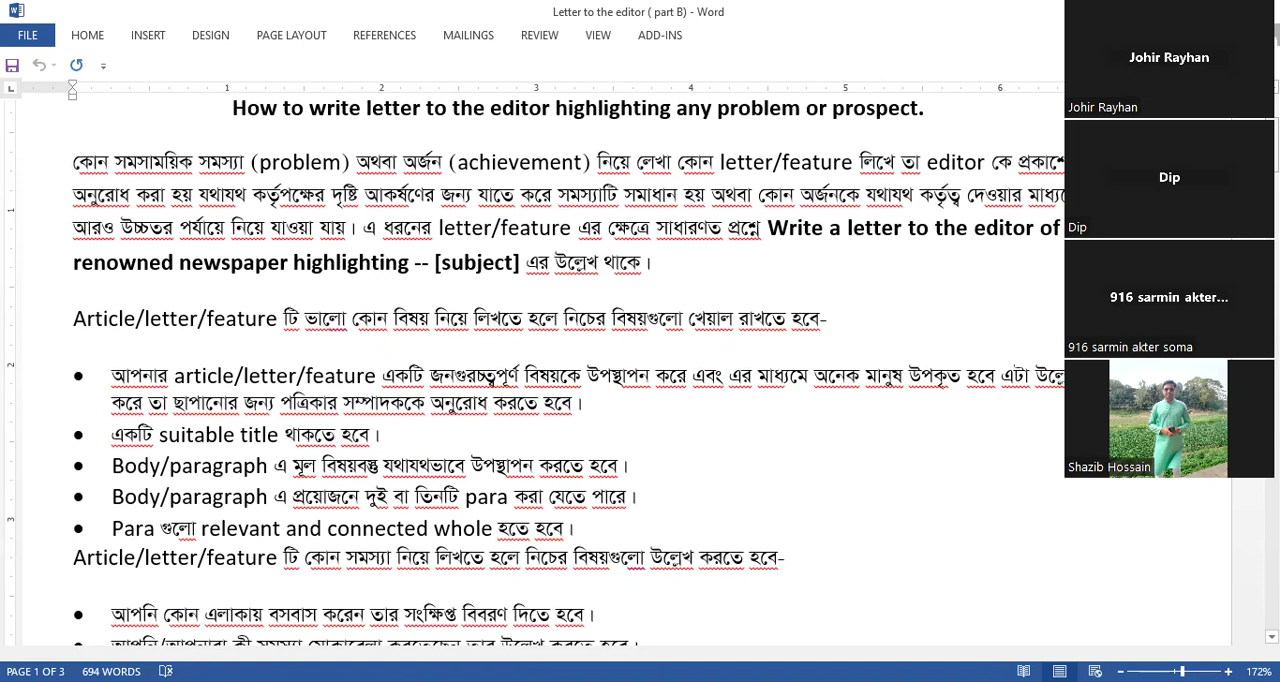 Letter to the editor ( part B) - Word
FILE HOME INSERT DESIGN PAGE LAYOUT REFERENCES MAILINGS REVIEW VIEW ADD-INS
1 2 3 4 5 6
How to write letter to the editor highlighting any problem or prospect.
কোন সমসাময়িক সমস্যা (problem) অথবা অর্জন (achievement) নিয়ে লেখা কোন letter/feature লিখে তা editor কে
অনুরোধ করা হয় যথাযথ কর্তৃপক্ষের দৃষ্টি আকর্ষণের জন্য যাতে করে সমস্যাটি সমাধান হয় অথবা কোন অর্জনকে যথাযথ কর্তৃত্ব দেওয়ার
আরও উচ্চতর পর্যায়ে নিয়ে যাওয়া যায়। এ ধরনের letter/feature এর ক্ষেত্রে সাধারণত প্রশ্নে Write a letter to the editor of
renowned newspaper highlighting -- [subject] এর উল্লেখ থাকে।
Article/letter/feature টি ভালো কোন বিষয় নিয়ে লিখতে হলে নিচের বিষয়গুলো খেয়াল রাখতে হবে-
● আপনার article/letter/feature একটি জনগুরুত্বপূর্ণ বিষয়কে উপস্থাপন করে এবং এর মাধ্যমে অনেক মানুষ উপকৃত হবে এটা
করে তা ছাপানোর জন্য পত্রিকার সম্পাদককে অনুরোধ করতে হবে।
● একটি suitable title থাকতে হবে।
● Body/paragraph এ মূল বিষয়বস্তু যথাযথভাবে উপস্থাপন করতে হবে।
● Body/paragraph এ প্রয়োজনে দুই বা তিনটি para করা যেতে পারে।
● Para গুলো relevant and connected whole হতে হবে।
Article/letter/feature টি কোন সমস্যা নিয়ে লিখতে হলে নিচের বিষয়গুলো উল্লেখ করতে হবে-
● আপনি কোন এলাকায় বসবাস করেন তার সংক্ষিপ্ত বিবরণ দিতে হবে।
Johir Rayhan
Johir Rayhan
Dip
Dip
916 sarmin akter...
916 sarmin akter soma
Shazib Hossain
PAGE 1 OF 3 694 WORDS 172%